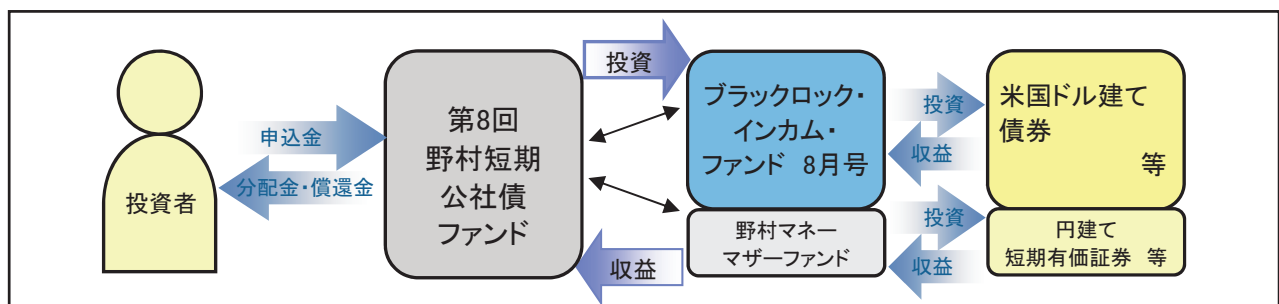 投資者
申込金
分配金・償還金
第8回
野村短期
公社債
ファンド
投資
収益
ブラックロック・
インカム・
ファンド 8月号
野村マネー
マザーファンド
投資
収益
投資
収益
米国ドル建て
債券
等
円建て
短期有価証券 等